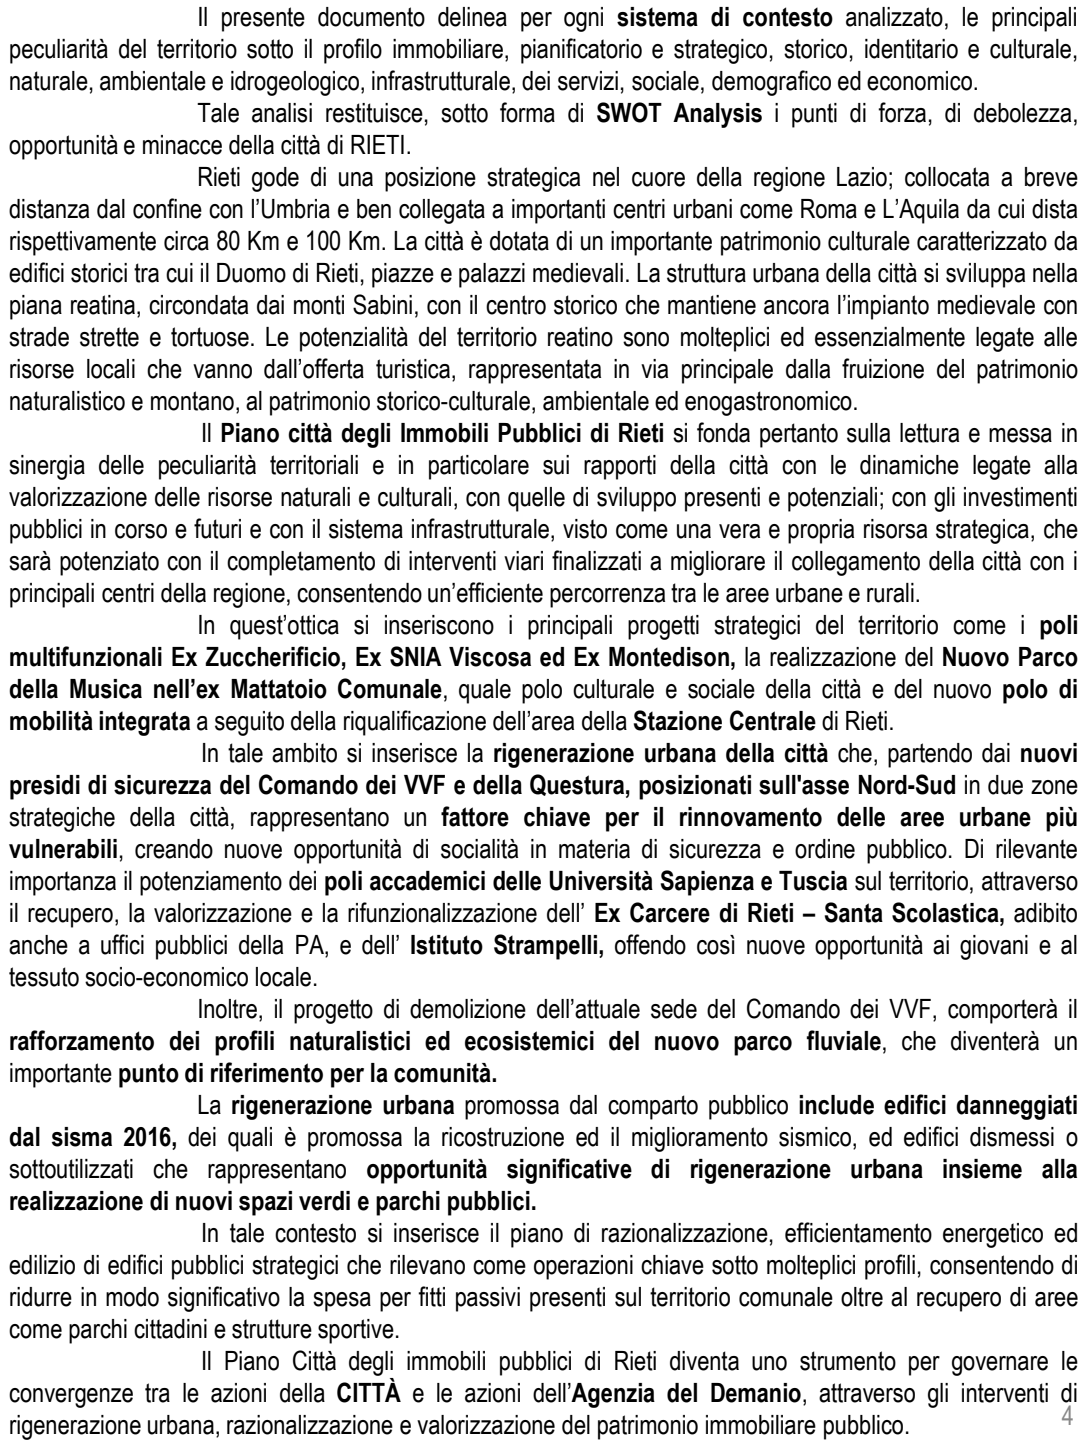 Il presente documento delinea per ogni sistema di contesto analizzato, le principali
peculiarità del territorio sotto il profilo immobiliare, pianificatorio e strategico, storico, identitario e culturale,
naturale, ambientale e idrogeologico, infrastrutturale, dei servizi, sociale, demografico ed economico.
Tale analisi restituisce, sotto forma di SWOT Analysis i punti di forza, di debolezza,
opportunità e minacce della città di RIETI.
Rieti gode di una posizione strategica nel cuore della regione Lazio; collocata a breve
distanza dal confine con l’Umbria e ben collegata a importanti centri urbani come Roma e L’Aquila da cui dista
rispettivamente circa 80 Km e 100 Km. La città è dotata di un importante patrimonio culturale caratterizzato da
edifici storici tra cui il Duomo di Rieti, piazze e palazzi medievali. La struttura urbana della città si sviluppa nella
piana reatina, circondata dai monti Sabini, con il centro storico che mantiene ancora l’impianto medievale con
strade strette e tortuose. Le potenzialità del territorio reatino sono molteplici ed essenzialmente legate alle
risorse locali che vanno dall’offerta turistica, rappresentata in via principale dalla fruizione del patrimonio
naturalistico e montano, al patrimonio storico-culturale, ambientale ed enogastronomico.
Il Piano città degli Immobili Pubblici di Rieti si fonda pertanto sulla lettura e messa in
sinergia delle peculiarità territoriali e in particolare sui rapporti della città con le dinamiche legate alla
valorizzazione delle risorse naturali e culturali, con quelle di sviluppo presenti e potenziali; con gli investimenti
pubblici in corso e futuri e con il sistema infrastrutturale, visto come una vera e propria risorsa strategica, che
sarà potenziato con il completamento di interventi viari finalizzati a migliorare il collegamento della città con i
principali centri della regione, consentendo un’efficiente percorrenza tra le aree urbane e rurali.
In quest’ottica si inseriscono i principali progetti strategici del territorio come i poli
multifunzionali Ex Zuccherificio, Ex SNIA Viscosa ed Ex Montedison, la realizzazione del Nuovo Parco
della Musica nell’ex Mattatoio Comunale, quale polo culturale e sociale della città e del nuovo polo di
mobilità integrata a seguito della riqualificazione dell’area della Stazione Centrale di Rieti.
In tale ambito si inserisce la rigenerazione urbana della città che, partendo dai nuovi
presidi di sicurezza del Comando dei VVF e della Questura, posizionati sull'asse Nord-Sud in due zone
strategiche della città, rappresentano un fattore chiave per il rinnovamento delle aree urbane più
vulnerabili, creando nuove opportunità di socialità in materia di sicurezza e ordine pubblico. Di rilevante
importanza il potenziamento dei poli accademici delle Università Sapienza e Tuscia sul territorio, attraverso
il recupero, la valorizzazione e la rifunzionalizzazione dell’ Ex Carcere di Rieti – Santa Scolastica, adibito
anche a uffici pubblici della PA, e dell’ Istituto Strampelli, offendo così nuove opportunità ai giovani e al
tessuto socio-economico locale.
Inoltre, il progetto di demolizione dell’attuale sede del Comando dei VVF, comporterà il
rafforzamento dei profili naturalistici ed ecosistemici del nuovo parco fluviale, che diventerà un
importante punto di riferimento per la comunità.
La rigenerazione urbana promossa dal comparto pubblico include edifici danneggiati
dal sisma 2016, dei quali è promossa la ricostruzione ed il miglioramento sismico, ed edifici dismessi o
sottoutilizzati che rappresentano opportunità significative di rigenerazione urbana insieme alla
realizzazione di nuovi spazi verdi e parchi pubblici.
In tale contesto si inserisce il piano di razionalizzazione, efficientamento energetico ed
edilizio di edifici pubblici strategici che rilevano come operazioni chiave sotto molteplici profili, consentendo di
ridurre in modo significativo la spesa per fitti passivi presenti sul territorio comunale oltre al recupero di aree
come parchi cittadini e strutture sportive.
Il Piano Città degli immobili pubblici di Rieti diventa uno strumento per governare le
convergenze tra le azioni della CITTÀ e le azioni dell’Agenzia del Demanio, attraverso gli interventi di
rigenerazione urbana, razionalizzazione e valorizzazione del patrimonio immobiliare pubblico.
4